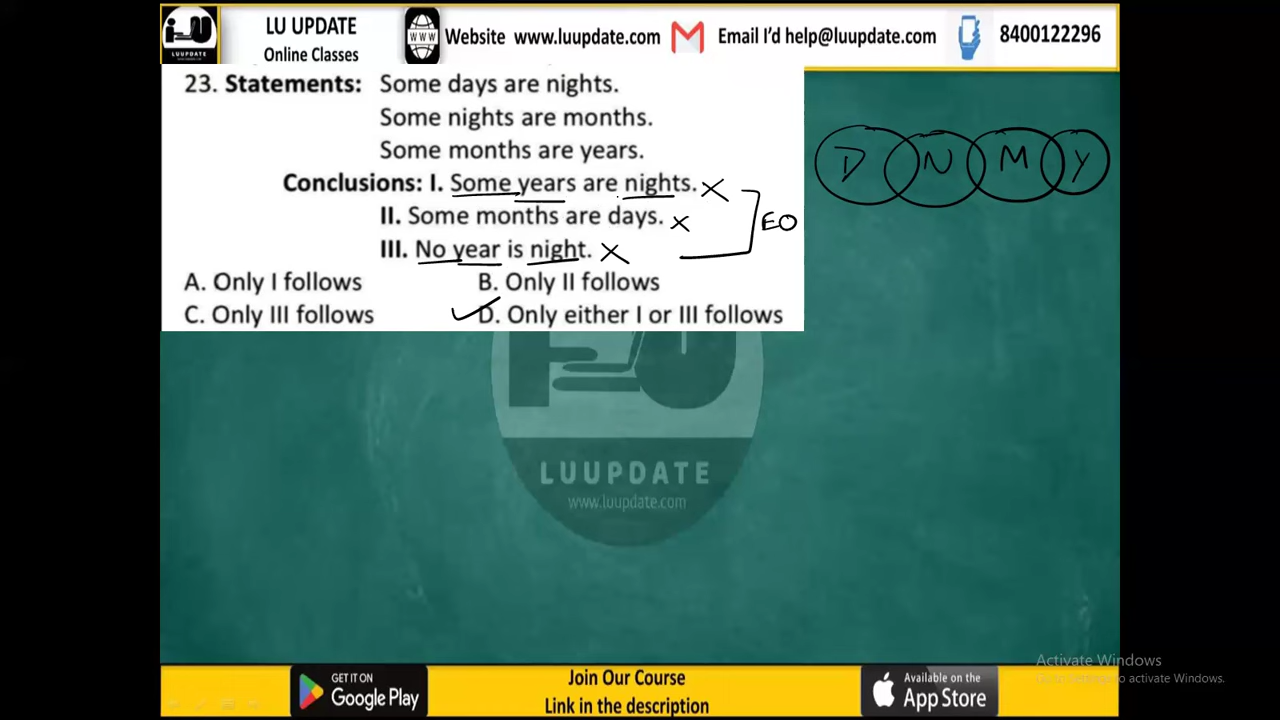 LU UPDATE
Online Classes
LUUPDATE
WWW
Website www.luupdate.com
Email I’d help@luupdate.com
8400122296
23. Statements: Some days are nights.
Some nights are months.
Some months are years.
Conclusions: I. Some years are nights. X
II. Some months are days. X
III. No year is night. X
EO
A. Only I follows B. Only II follows
C. Only III follows D. Only either I or III follows
D N M Y
LUUPDATE
www.luupdate.com
Activate Windows
GET IT ON
Google Play
Join Our Course
Link in the description
Available on the
App Store